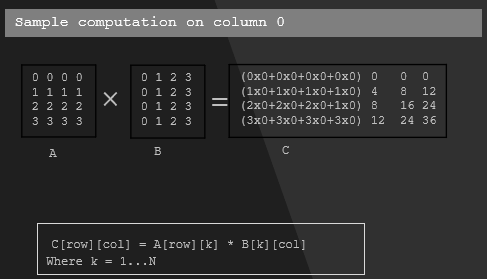 Sample computation on column 0
0 0 0 0
1 1 1 1
2 2 2 2
3 3 3 3
A
×
0 1 2 3
0 1 2 3
0 1 2 3
0 1 2 3
B
=
(0x0+0x0+0x0+0x0) 0 0 0
(1x0+1x0+1x0+1x0) 4 8 12
(2x0+2x0+2x0+1x0) 8 16 24
(3x0+3x0+3x0+3x0) 12 24 36
C
C[row][col] = A[row][k] * B[k][col]
Where k = 1...N